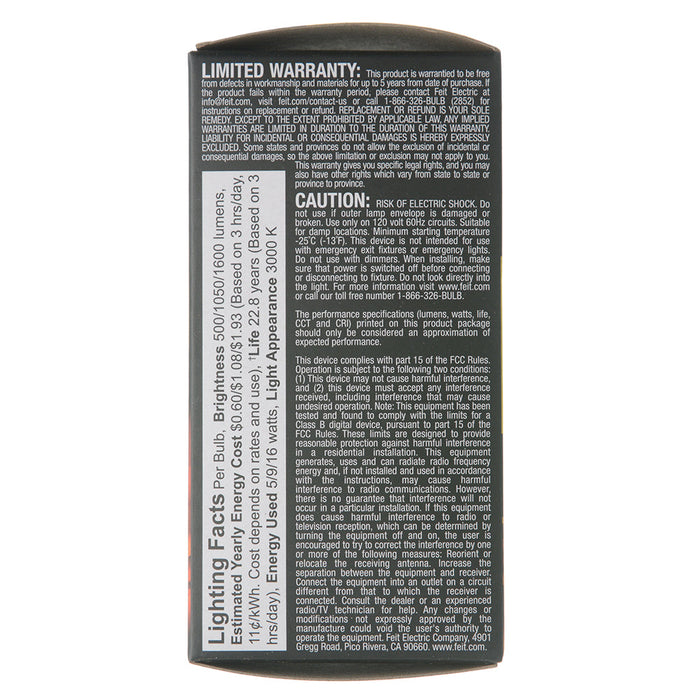 LIMITED WARRANTY: This product is warrantied to be free
from defects in workmanship and materials for up to 5 years from date of purchase. If
the product fails within the warranty period, please contact Feit Electric at
info@feit.com, visit feit.com/contact-us or call 1-866-326-BULB (2852) for
instructions on replacement or refund. REPLACEMENT OR REFUND IS YOUR SOLE
REMEDY. EXCEPT TO THE EXTENT PROHIBITED BY APPLICABLE LAW, ANY IMPLIED
WARRANTIES ARE LIMITED IN DURATION TO THE DURATION OF THIS WARRANTY.
LIABILITY FOR INCIDENTAL OR CONSEQUENTIAL DAMAGES IS HEREBY EXPRESSLY
EXCLUDED. Some states and provinces do not allow the exclusion of incidental or
consequential damages, so the above limitation or exclusion may not apply to you.
This warranty gives you specific legal rights, and you may
also have other rights which vary from state to state or
province to province.
CAUTION: RISK OF ELECTRIC SHOCK. Do
not use if outer lamp envelope is damaged or
broken. Use only on 120 volt 60Hz circuits. Suitable
for damp locations. Minimum starting temperature
-25˚C (-13˚F). This device is not intended for use
with emergency exit fixtures or emergency lights.
Do not use with dimmers. When installing, make
sure that power is switched off before connecting
or disconnecting to fixture. Do not look directly into
the light. For more information visit www.feit.com
or call our toll free number 1-866-326-BULB.
The performance specifications (lumens, watts, life,
CCT and CRI) printed on this product package
should only be considered an approximation of
expected performance.
This device complies with part 15 of the FCC Rules.
Operation is subject to the following two conditions:
(1) This device may not cause harmful interference,
and (2) this device must accept any interference
received, including interference that may cause
undesired operation. Note: This equipment has been
tested and found to comply with the limits for a
Class B digital device, pursuant to part 15 of the
FCC Rules. These limits are designed to provide
reasonable protection against harmful interference
in a residential installation. This equipment
generates, uses and can radiate radio frequency
energy and, if not installed and used in accordance
with the instructions, may cause harmful
interference to radio communications. However,
there is no guarantee that interference will not
occur in a particular installation. If this equipment
does cause harmful interference to radio or
television reception, which can be determined by
turning the equipment off and on, the user is
encouraged to try to correct the interference by one
or more of the following measures: Reorient or
relocate the receiving antenna. Increase the
separation between the equipment and receiver.
Connect the equipment into an outlet on a circuit
different from that to which the receiver is
connected. Consult the dealer or an experienced
radio/TV technician for help. Any changes or
modifications not expressly approved by the
manufacture could void the user's authority to
operate the equipment. Feit Electric Company, 4901
Gregg Road, Pico Rivera, CA 90660. www.feit.com
Lighting Facts Per Bulb, Brightness 500/1050/1600 lumens,
Estimated Yearly Energy Cost $0.60/$1.08/$1.93 (Based on 3 hrs/day,
11¢/kWh. Cost depends on rates and use), †Life 22.8 years (Based on 3
hrs/day), Energy Used 5/9/16 watts, Light Appearance 3000 K